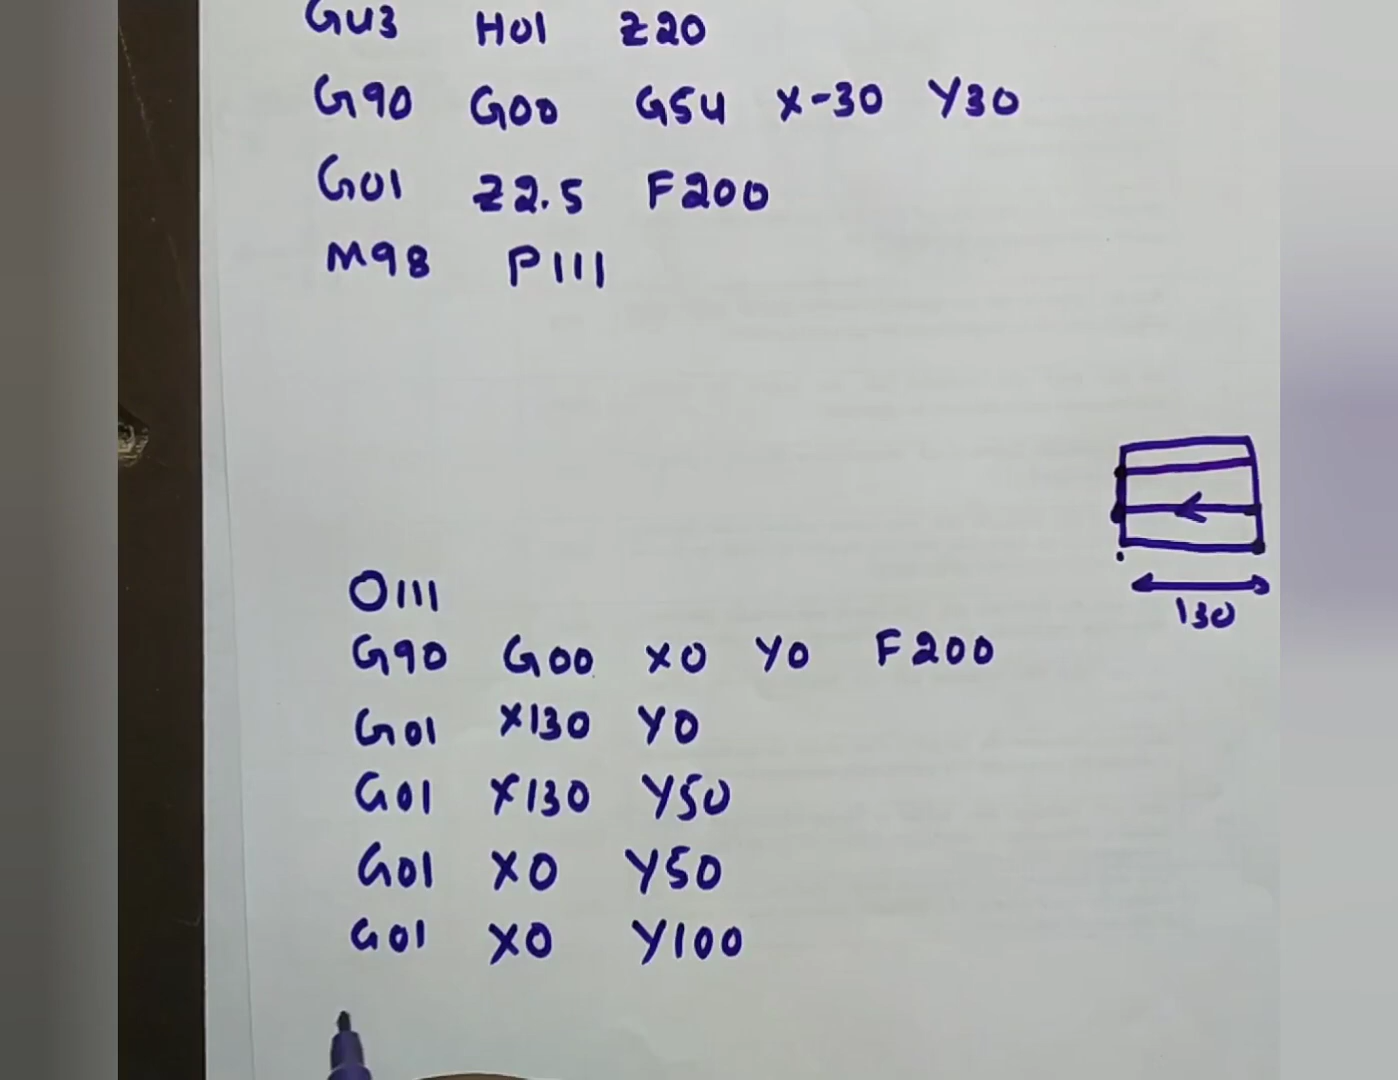 G43 H01 Z20
G90 G00 G54 X-30 Y30
G01 Z2.5 F200
M98 P111
130
O111
G90 G00 X0 Y0 F200
G01 X130 Y0
G01 X130 Y50
G01 X0 Y50
G01 X0 Y100